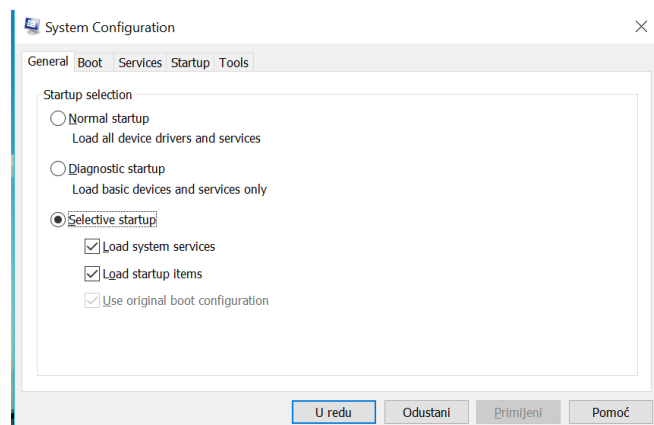 System Configuration
General Boot Services Startup Tools
Startup selection
Normal startup
Load all device drivers and services
Diagnostic startup
Load basic devices and services only
Selective startup
Load system services
Load startup items
Use original boot configuration
U redu Odustani Primijeni Pomoć